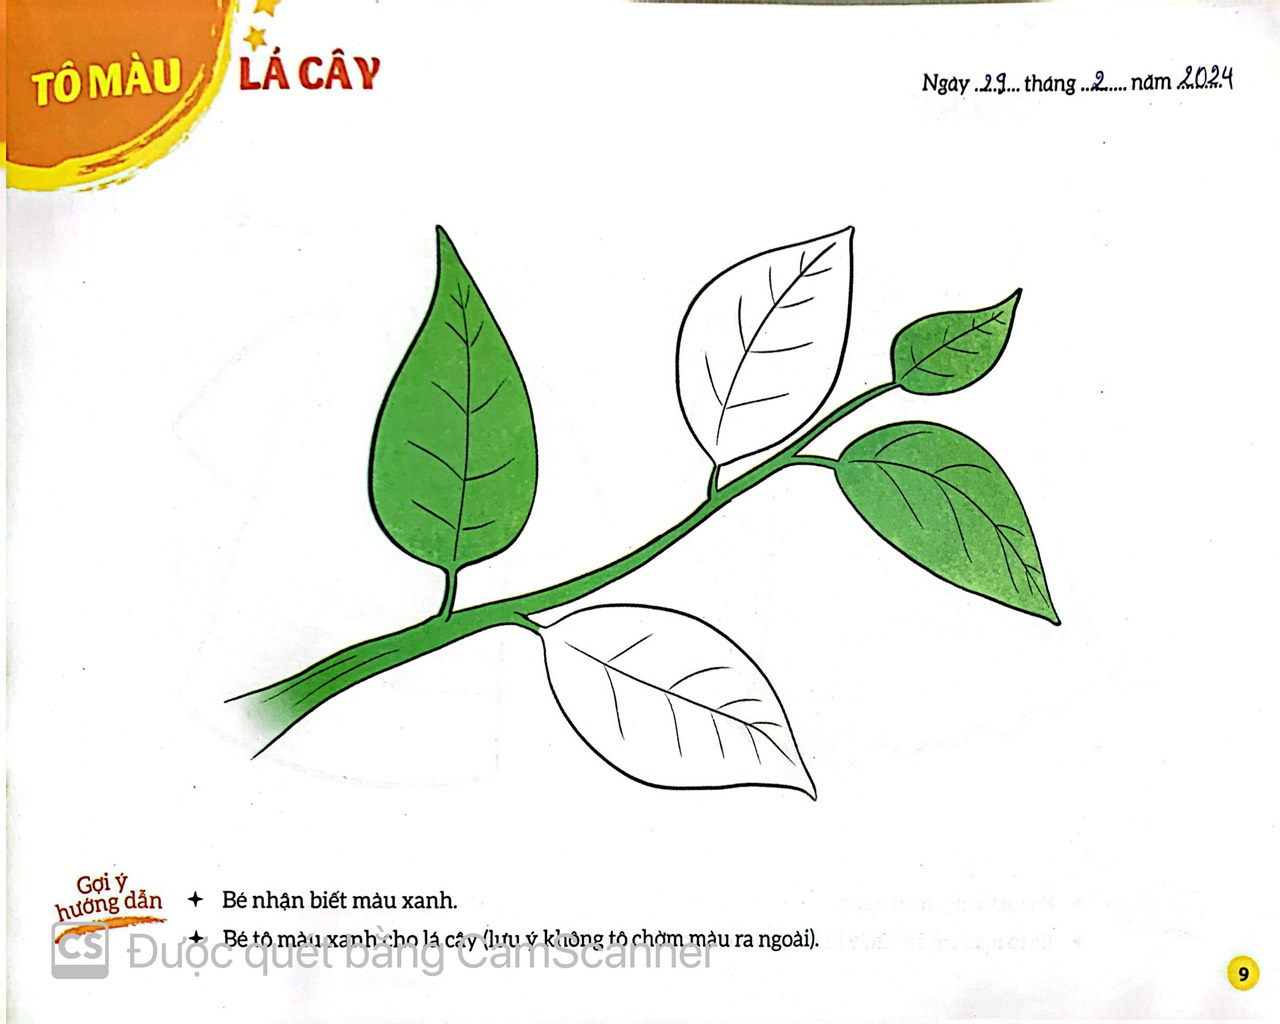 TÔ MÀU LÁ CÂY
Ngày ..29... tháng ..2.... năm 2024
Gợi ý
hướng dẫn
Bé nhận biết màu xanh.
Bé tô màu xanh cho lá cây (lưu ý không tô chờm màu ra ngoài).
CS Được quét bằng CamScanner
9